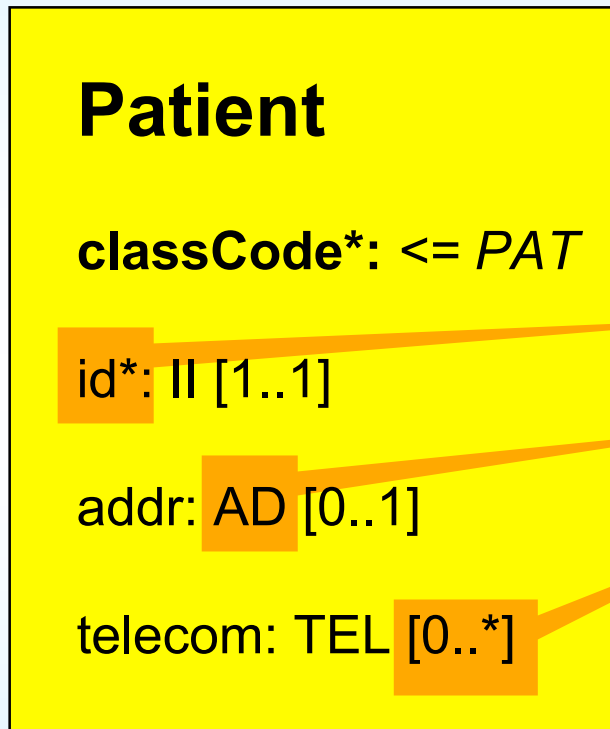 Patient
classCode*: <= PAT
id*: II [1..1]
addr: AD [0..1]
telecom: TEL [0..*]